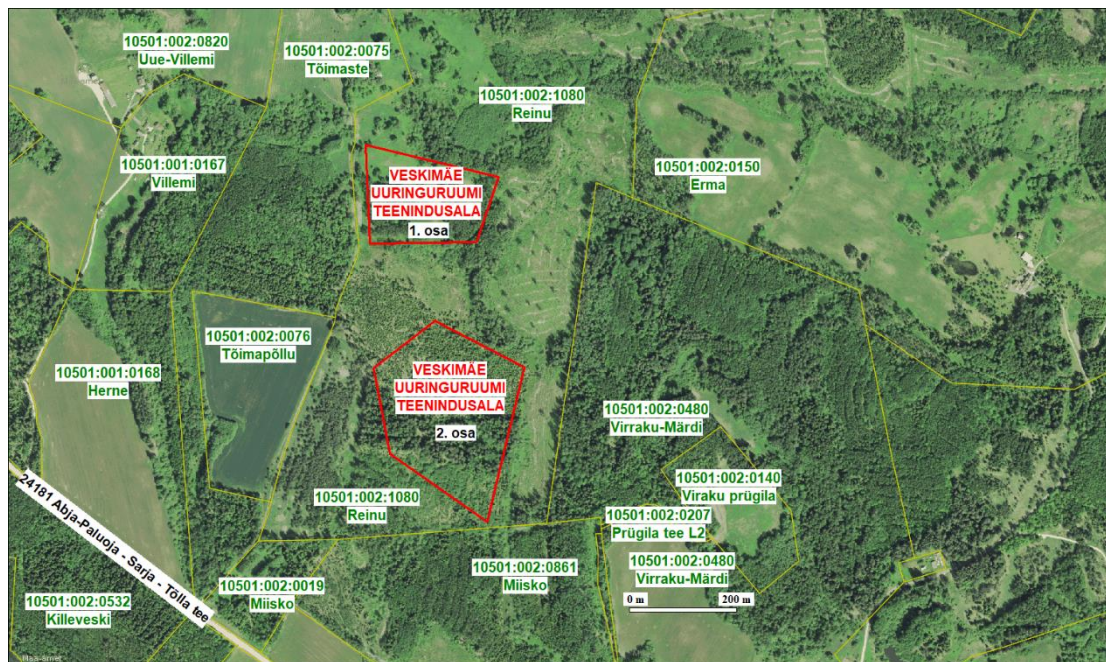 10501:002:0820
Uue-Villemi
10501:002:0075
Tõimaste
10501:002:1080
Reinu
10501:001:0167
Villemi
10501:002:0150
Erma
VESKIMÄE
UURINGURUUMI
TEENINDUSALA
1. osa
10501:002:0076
Tõimapõllu
10501:001:0168
Herne
VESKIMÄE
UURINGURUUMI
TEENINDUSALA
2. osa
10501:002:0480
Virraku-Märdi
10501:002:0140
Viraku prügila
10501:002:1080
Reinu
10501:002:0207
Prügila tee L2
24181 Abja-Paluoja - Sarja - Tõlla tee
10501:002:0861
Miisko
10501:002:0480
Virraku-Märdi
10501:002:0019
Miisko
10501:002:0532
Killeveski
0 m 200 m
Maa-amet